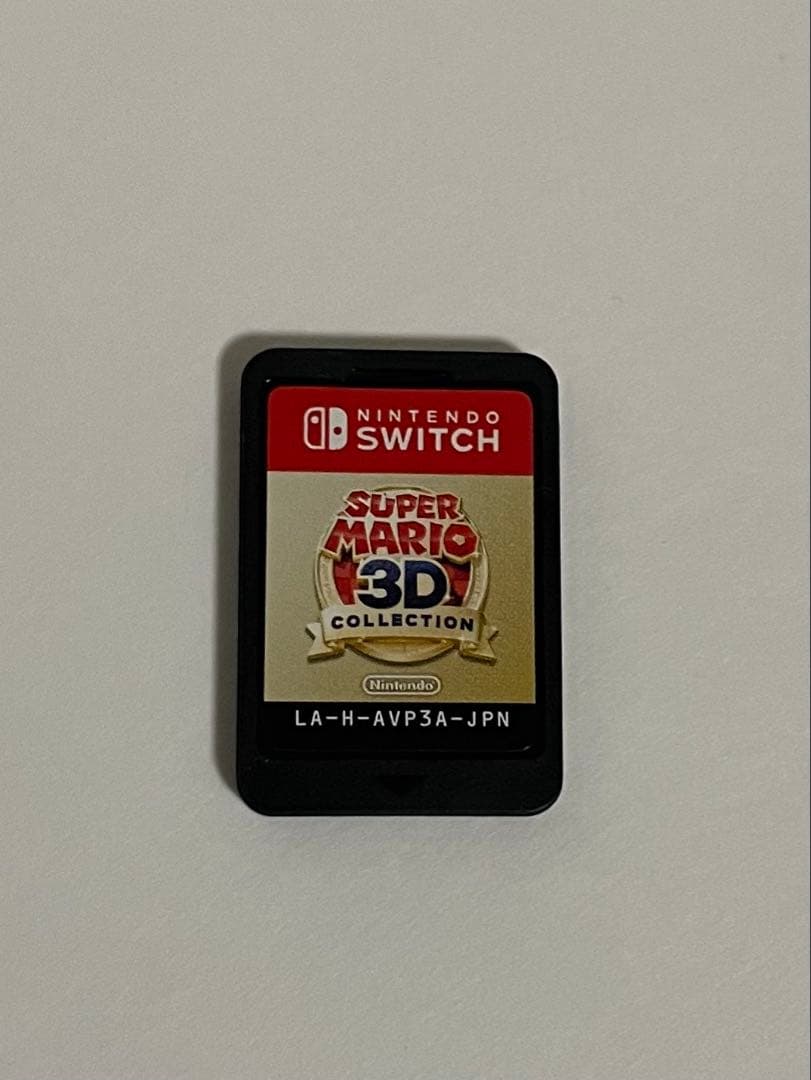 NINTENDO
SWITCH
SUPER
MARIO
3D
COLLECTION
Nintendo
LA-H-AVP3A-JPN